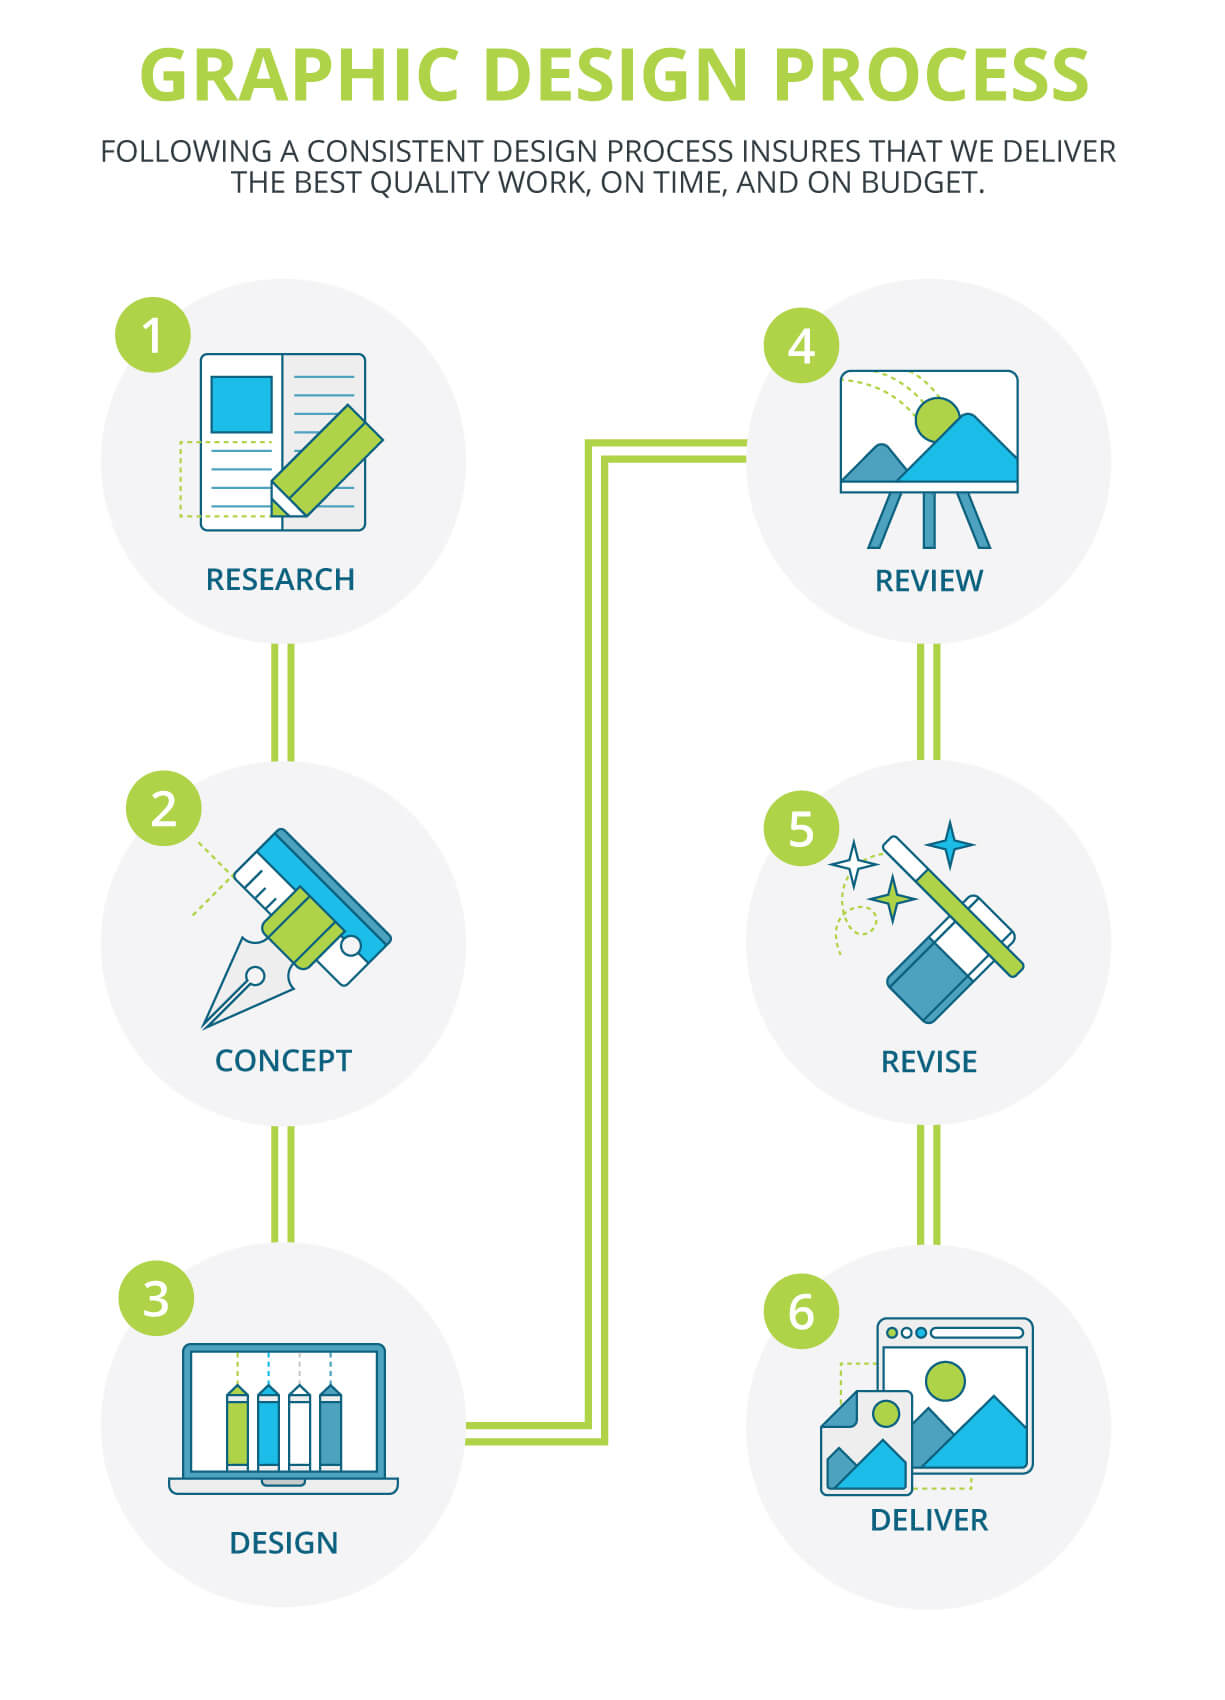 GRAPHIC DESIGN PROCESS
FOLLOWING A CONSISTENT DESIGN PROCESS INSURES THAT WE DELIVER
THE BEST QUALITY WORK, ON TIME, AND ON BUDGET.
1
RESEARCH
2
CONCEPT
3
DESIGN
4
REVIEW
5
REVISE
6
DELIVER